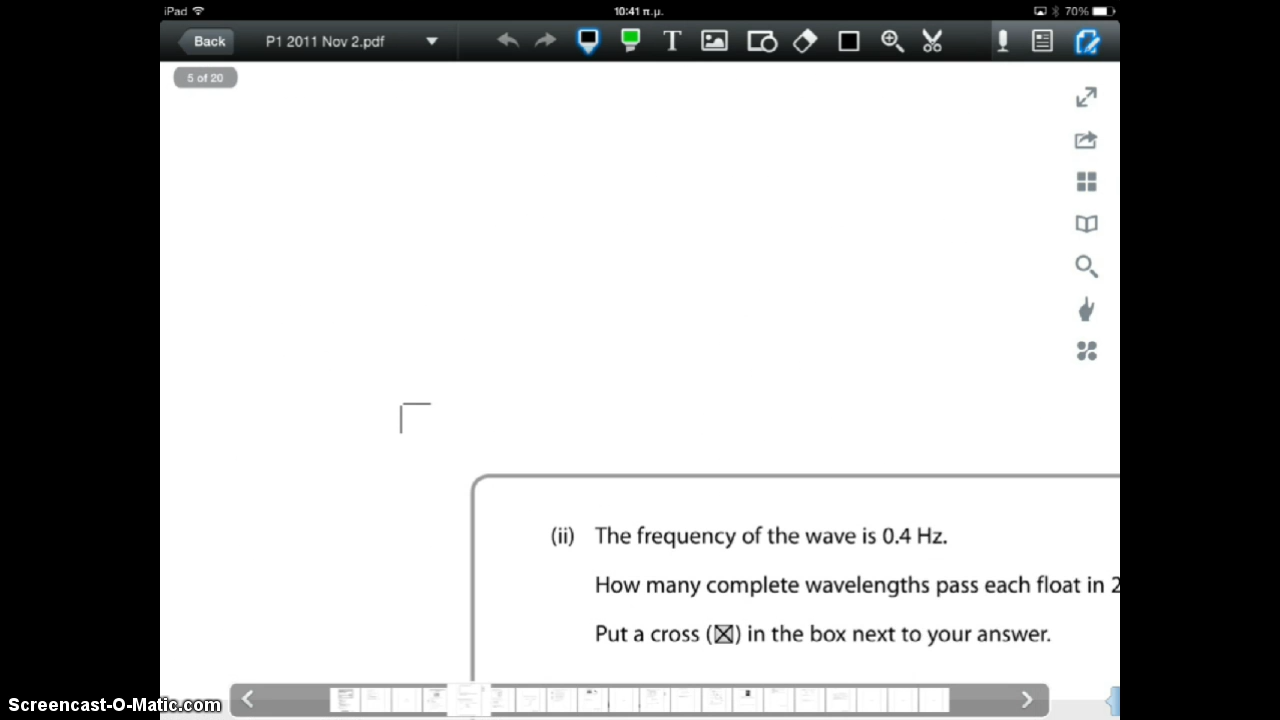 iPad 10:41 π.μ. 70%
Back P1 2011 Nov 2.pdf T
5 of 20
(ii) The frequency of the wave is 0.4 Hz.
How many complete wavelengths pass each float in 2
Put a cross (☒) in the box next to your answer.
Screencast-O-Matic.com